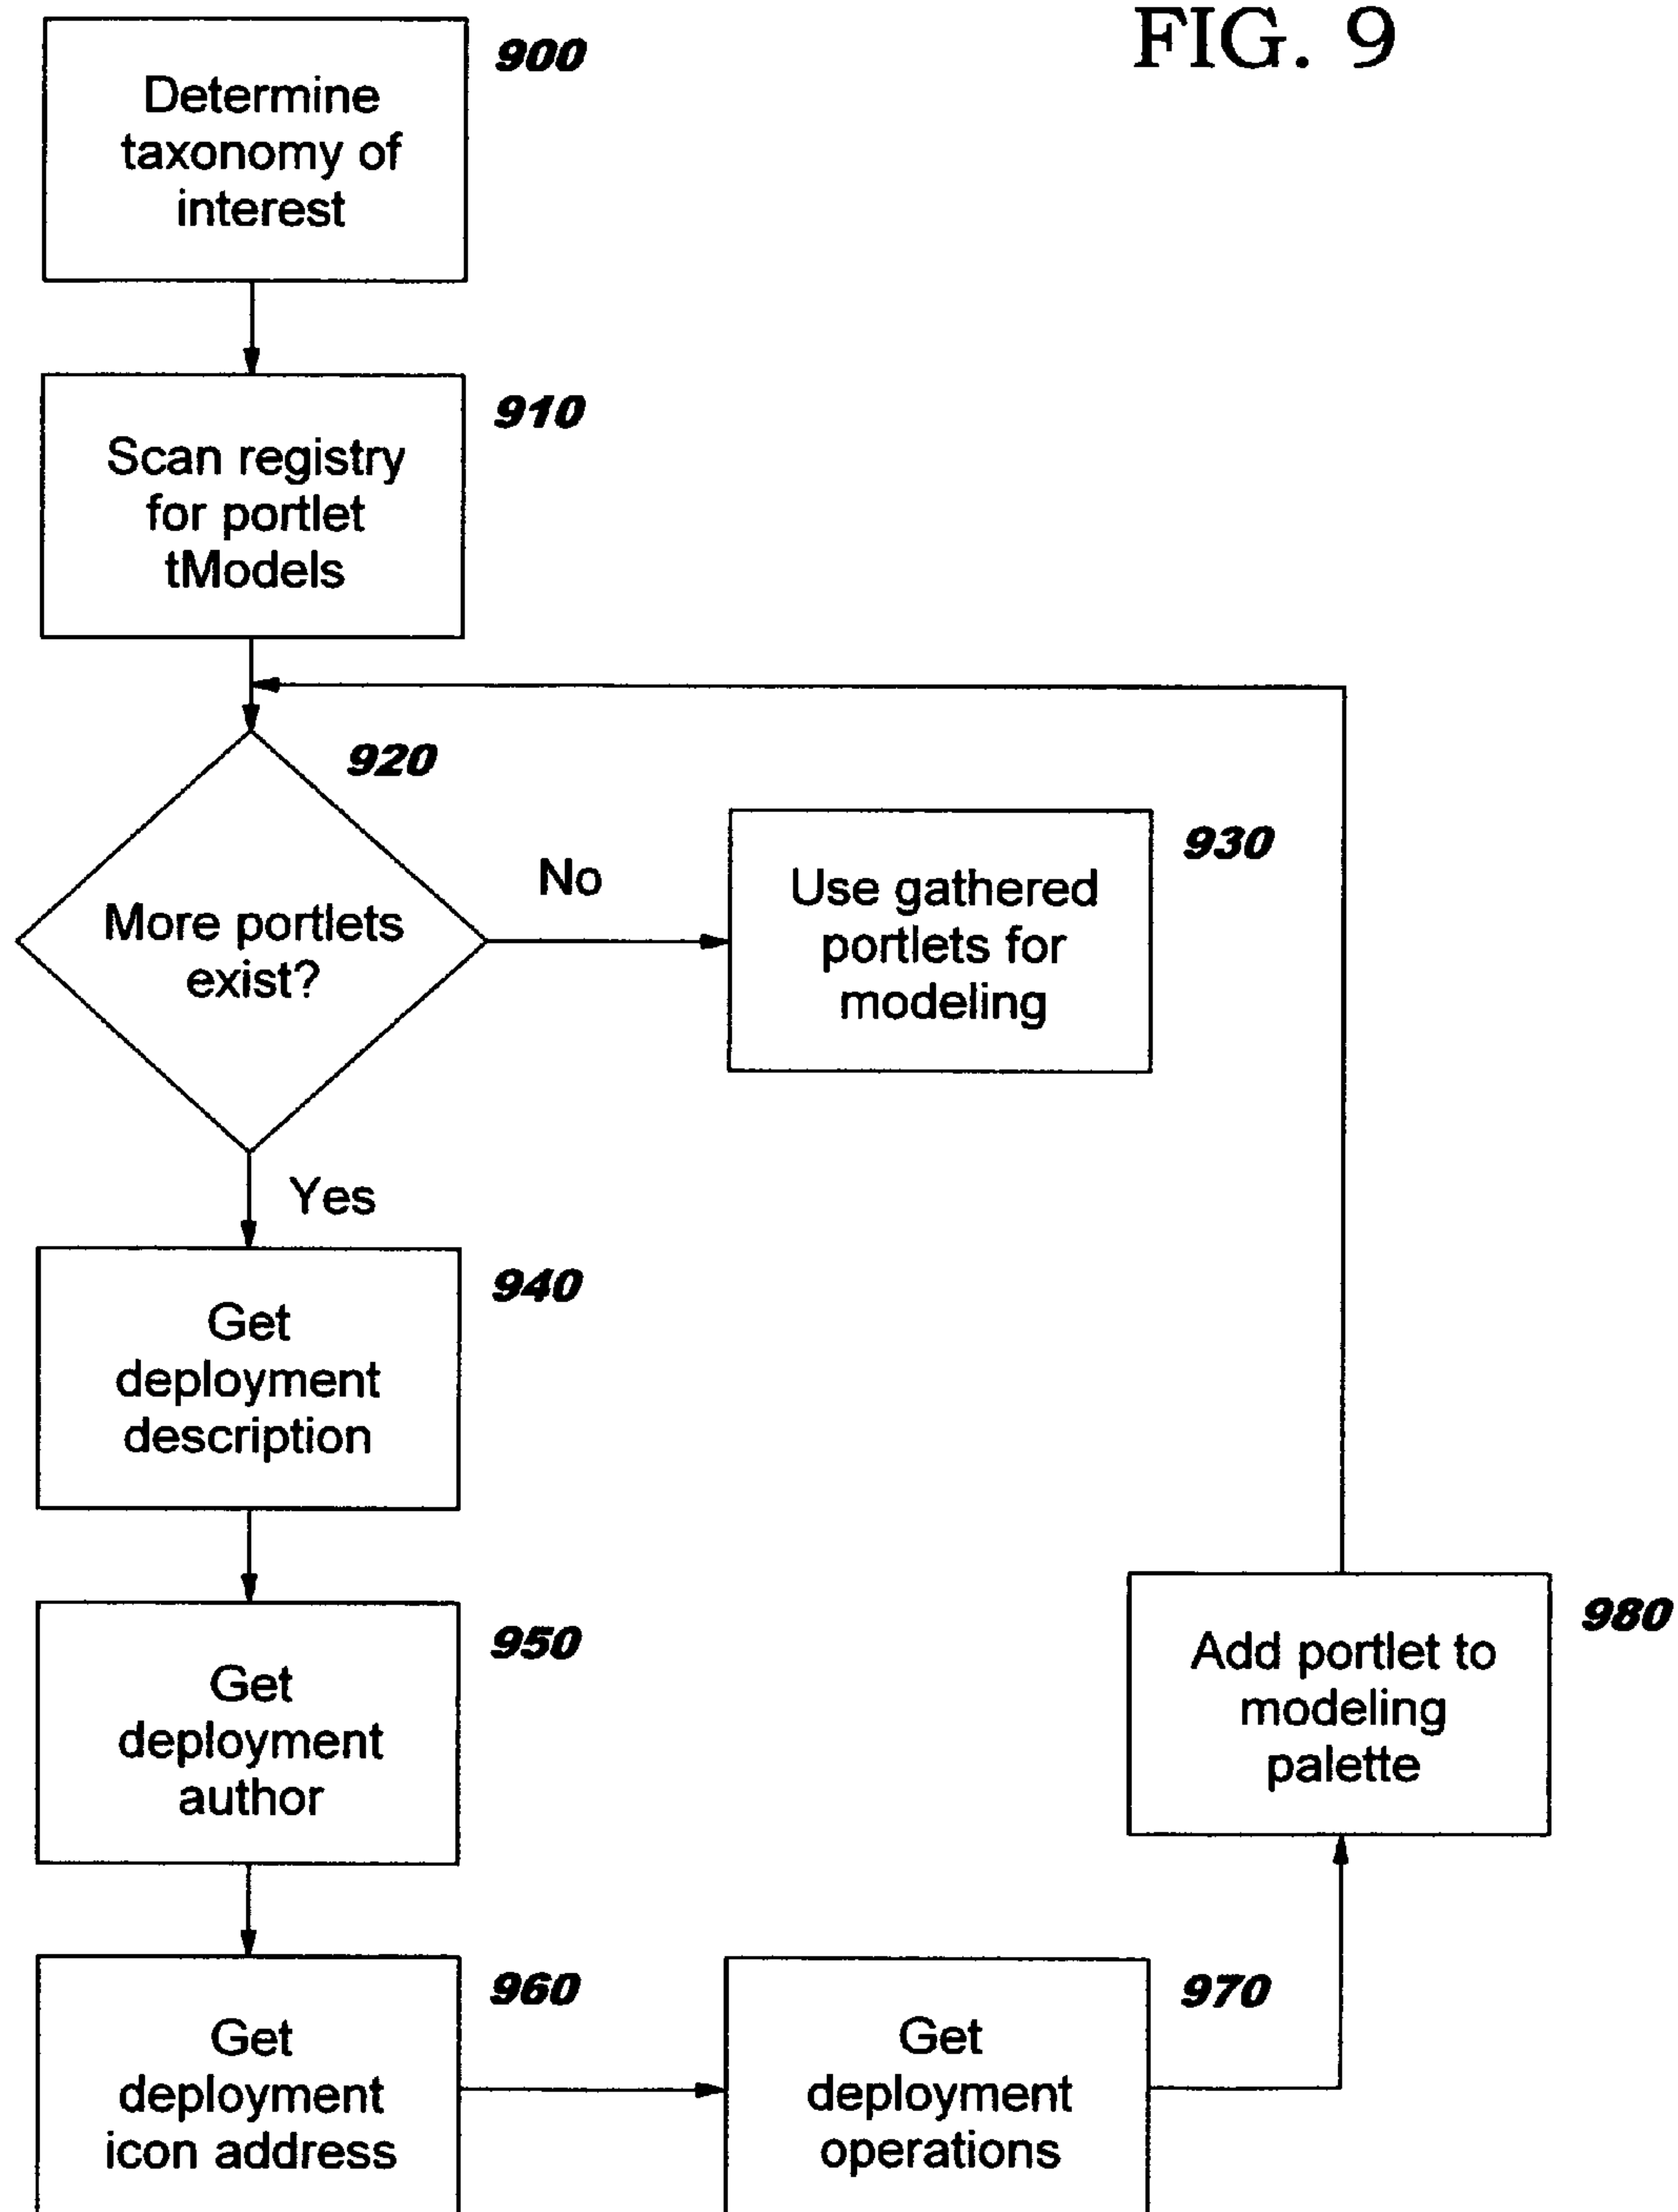 FIG. 9
900
Determine
taxonomy of
interest
910
Scan registry
for portlet
tModels
920
More portlets
exist?
No
930
Use gathered
portlets for
modeling
Yes
940
Get
deployment
description
950
Get
deployment
author
960
Get
deployment
icon address
970
Get
deployment
operations
980
Add portlet to
modeling
palette